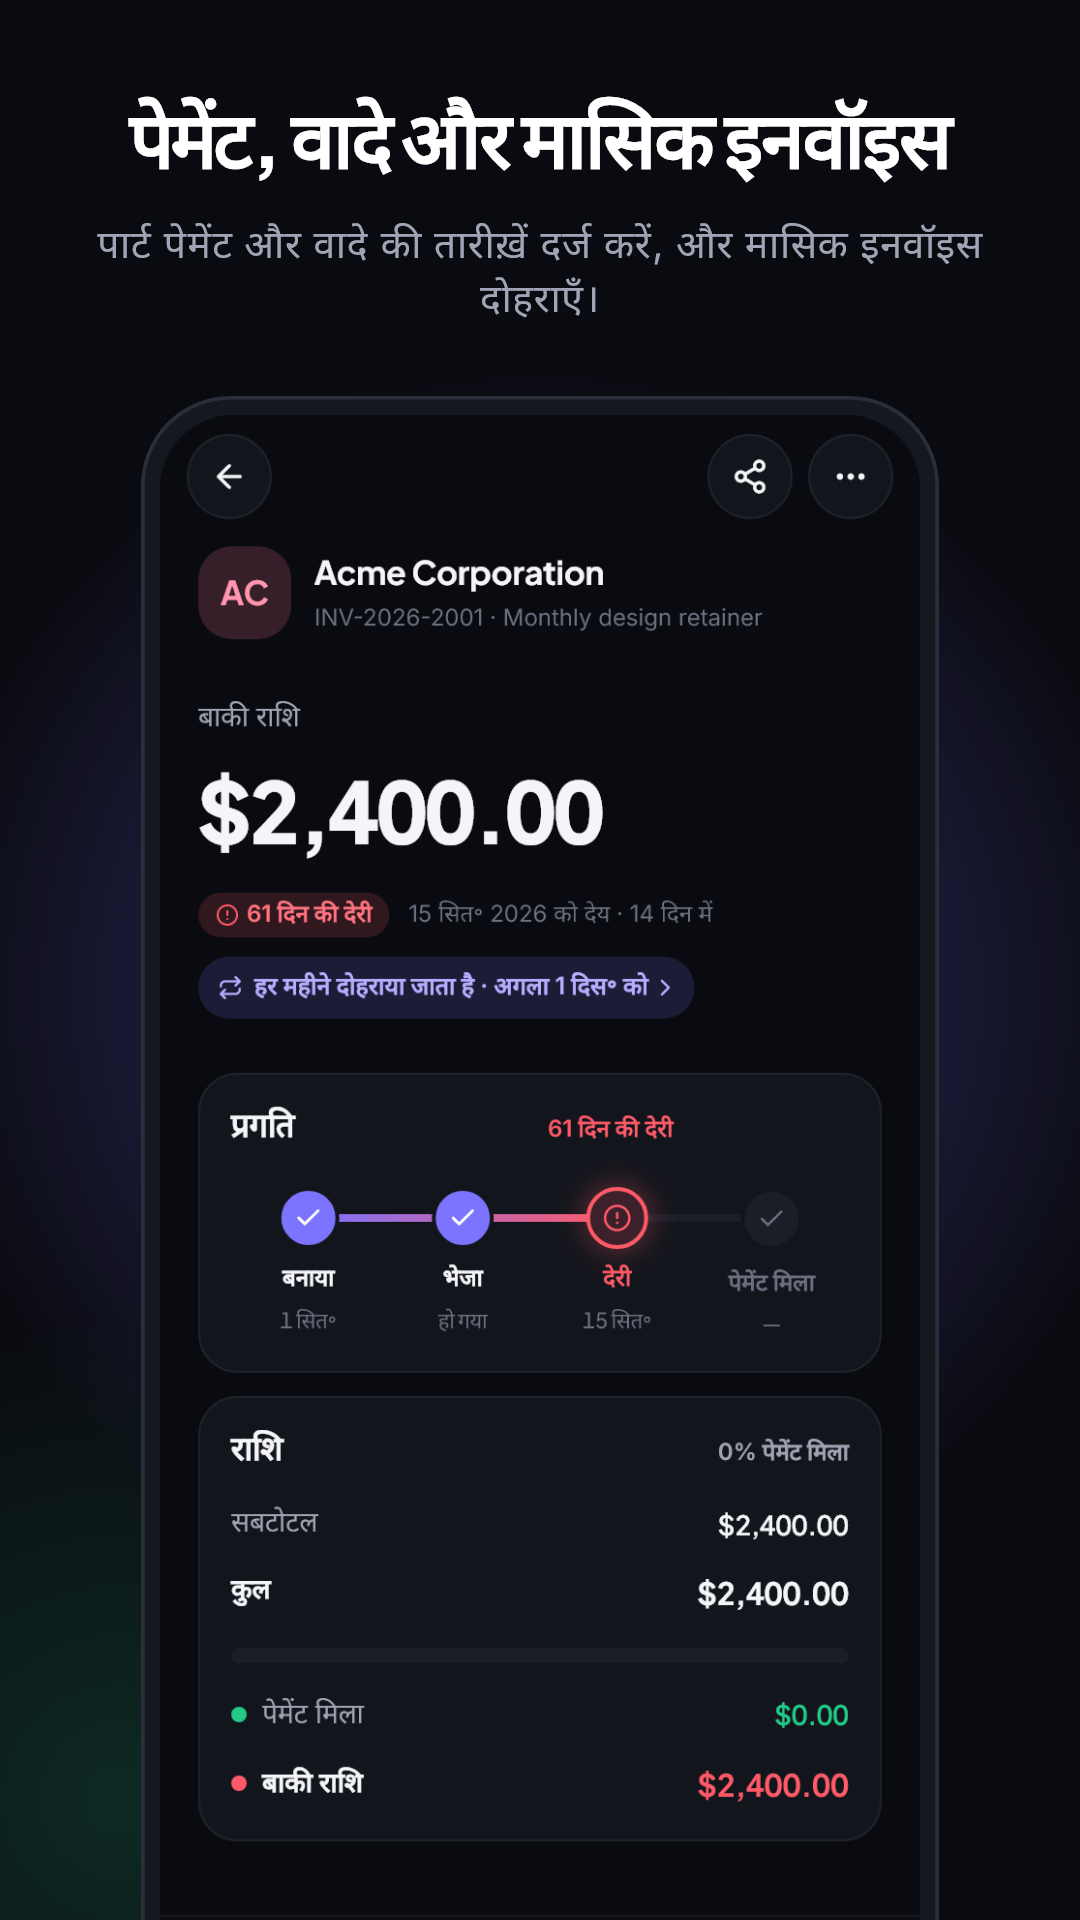 पेमेंट, वादे और मासिक इनवॉइस
पार्ट पेमेंट और वादे की तारीख़ें दर्ज करें, और मासिक इनवॉइस
दोहराएँ।
AC
Acme Corporation
INV-2026-2001 · Monthly design retainer
बाकी राशि
$2,400.00
61 दिन की देरी
15 सित॰ 2026 को देय · 14 दिन में
हर महीने दोहराया जाता है · अगला 1 दिस॰ को
प्रगति
61 दिन की देरी
बनाया
भेजा
देरी
पेमेंट मिला
1 सित॰
हो गया
15 सित॰
—
राशि
0% पेमेंट मिला
सबटोटल
$2,400.00
कुल
$2,400.00
पेमेंट मिला
$0.00
बाकी राशि
$2,400.00